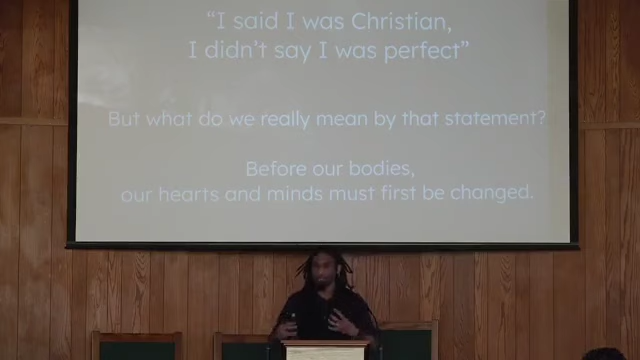 “I said I was Christian,
I didn’t say I was perfect”
But what do we really mean by that statement?
Before our bodies,
our hearts and minds must first be changed.